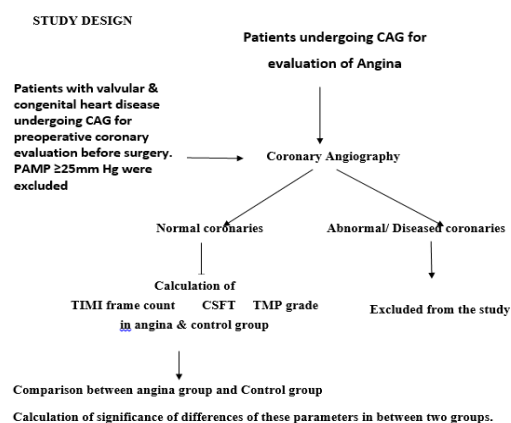 STUDY DESIGN
Patients undergoing CAG for
evaluation of Angina
Patients with valvular &
congenital heart disease
undergoing CAG for
preoperative coronary
evaluation before surgery.
PAMP ≥25mm Hg were
excluded
Coronary Angiography
Normal coronaries
Abnormal/ Diseased coronaries
Calculation of
TIMI frame count CSFT TMP grade
in angina & control group
Excluded from the study
Comparison between angina group and Control group
Calculation of significance of differences of these parameters in between two groups.